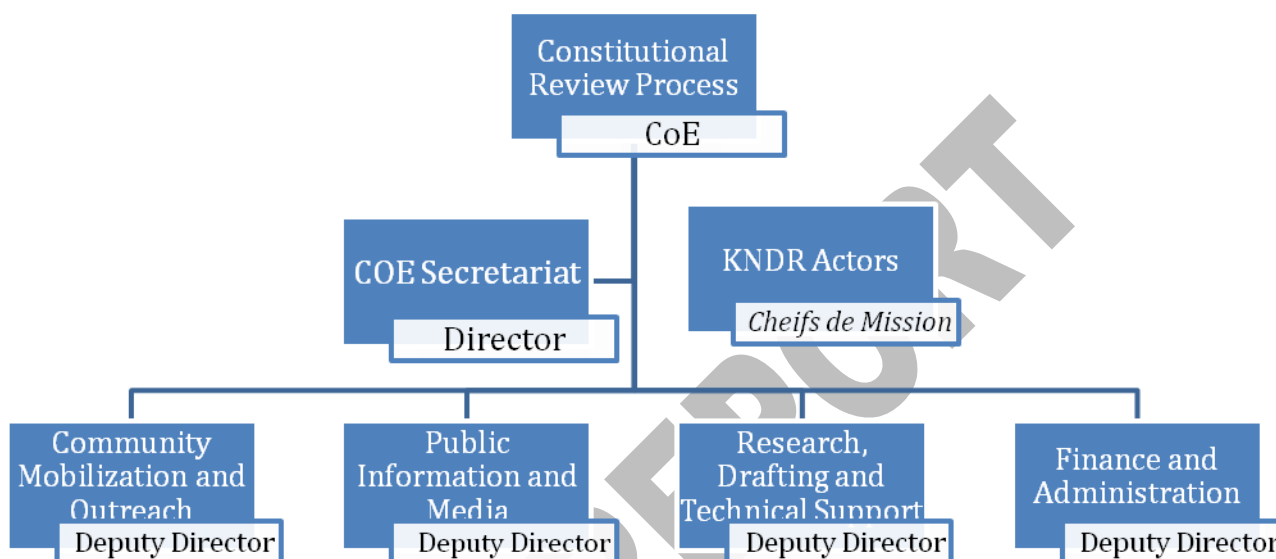 Constitutional
Review Process
CoE
COE Secretariat
Director
KNDR Actors
Cheifs de Mission
Community
Mobilization and
Outreach
Deputy Director
Public
Information and
Media
Deputy Director
Research,
Drafting and
Technical Support
Deputy Director
Finance and
Administration
Deputy Director
REPORT